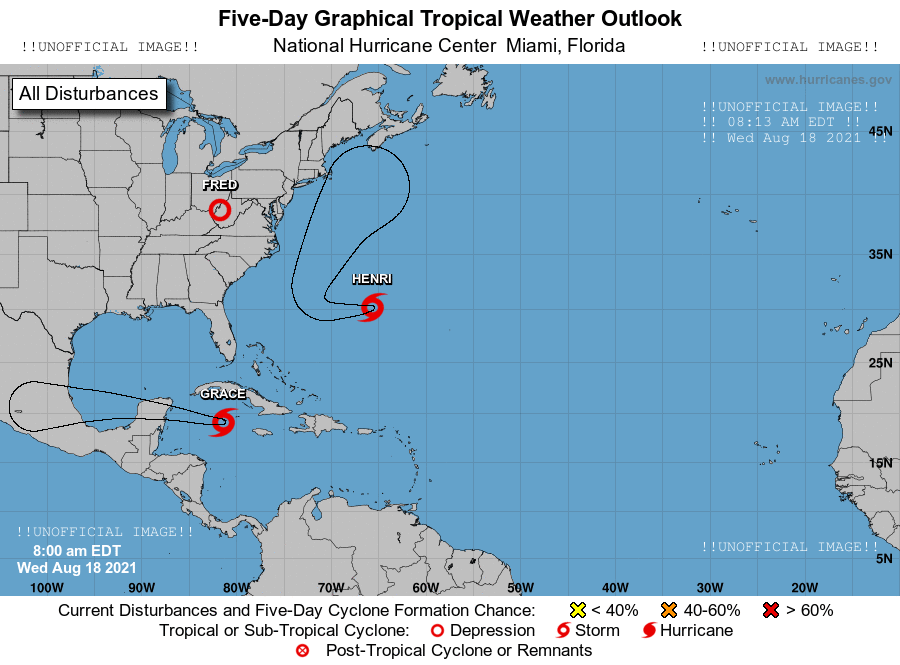 Five-Day Graphical Tropical Weather Outlook
!!UNOFFICIAL IMAGE!!
National Hurricane Center  Miami, Florida
!!UNOFFICIAL IMAGE!!
www.hurricanes.gov
All Disturbances
!!UNOFFICIAL IMAGE!!
!! 08:13 AM EDT !!
!! Wed Aug 18 2021 !!
45N
FRED
35N
HENRI
25N
GRACE
15N
!!UNOFFICIAL IMAGE!!
8:00 am EDT
Wed Aug 18 2021
!!UNOFFICIAL IMAGE!!
5N
100W 90W 80W 70W 60W 50W 40W 30W 20W
Current Disturbances and Five-Day Cyclone Formation Chance: < 40% 40-60% > 60%
Tropical or Sub-Tropical Cyclone: Depression Storm Hurricane
Post-Tropical Cyclone or Remnants